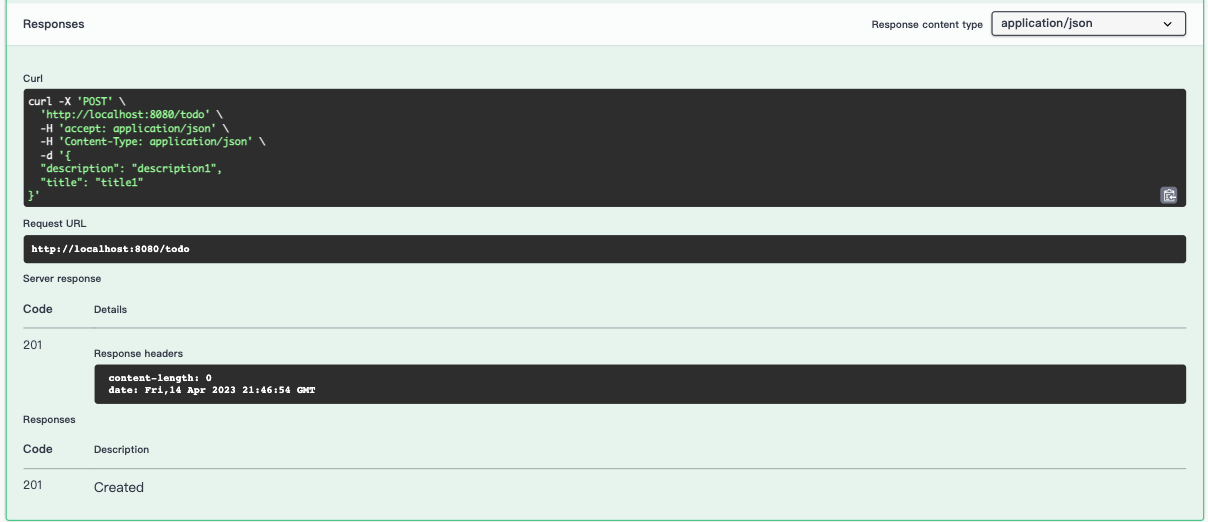 Responses
Response content type application/json
Curl
curl -X 'POST' \
'http://localhost:8080/todo' \
-H 'accept: application/json' \
-H 'Content-Type: application/json' \
-d '{
"description": "description1",
"title": "title1"
}'
Request URL
http://localhost:8080/todo
Server response
Code Details
201
Response headers
content-length: 0
date: Fri,14 Apr 2023 21:46:54 GMT
Responses
Code Description
201 Created